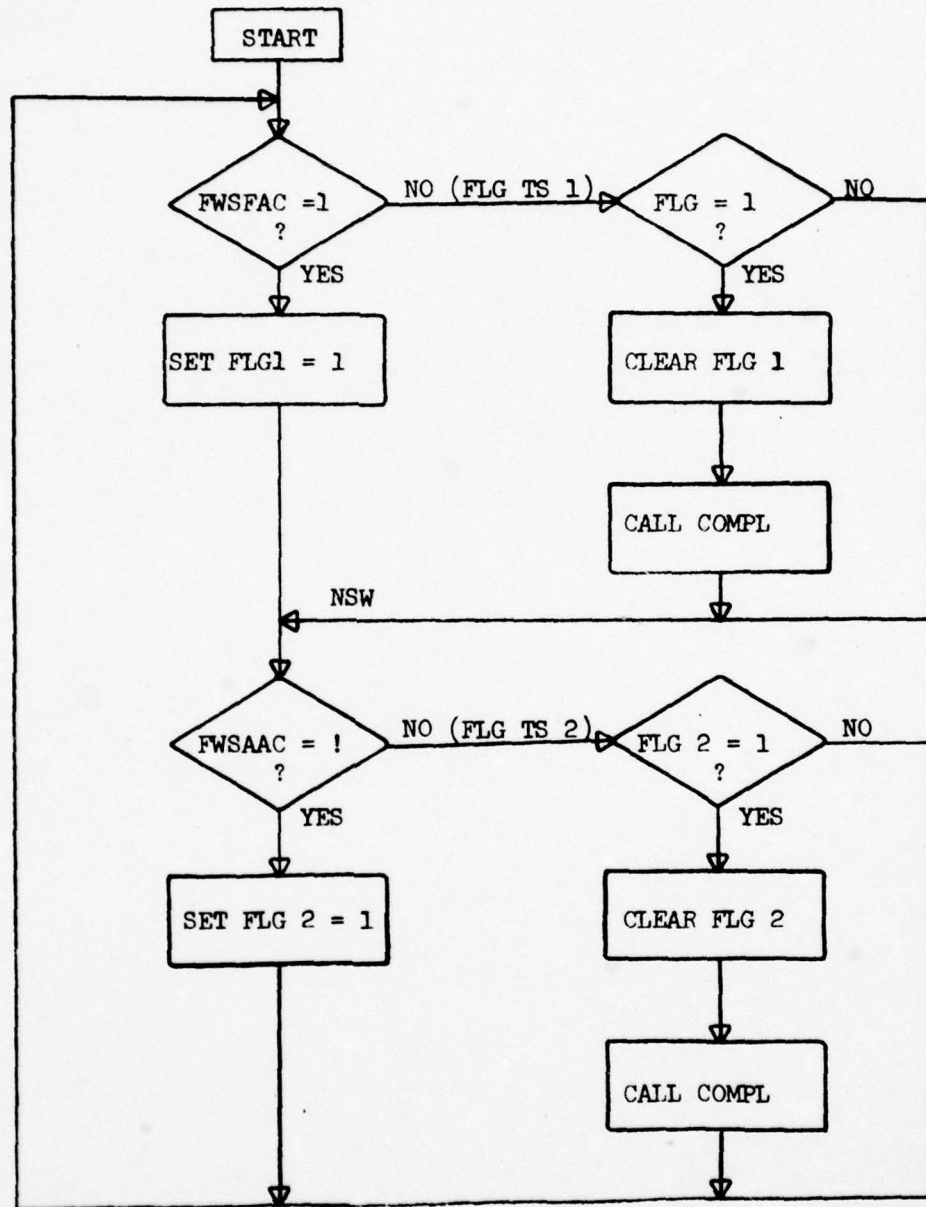 START
FWSFAC =1
?
NO (FLG TS 1)
FLG = 1
?
NO
YES
YES
SET FLG1 = 1
CLEAR FLG 1
CALL COMPL
NSW
FWSAAC = !
?
NO (FLG TS 2)
FLG 2 = 1
?
NO
YES
YES
SET FLG 2 = 1
CLEAR FLG 2
CALL COMPL